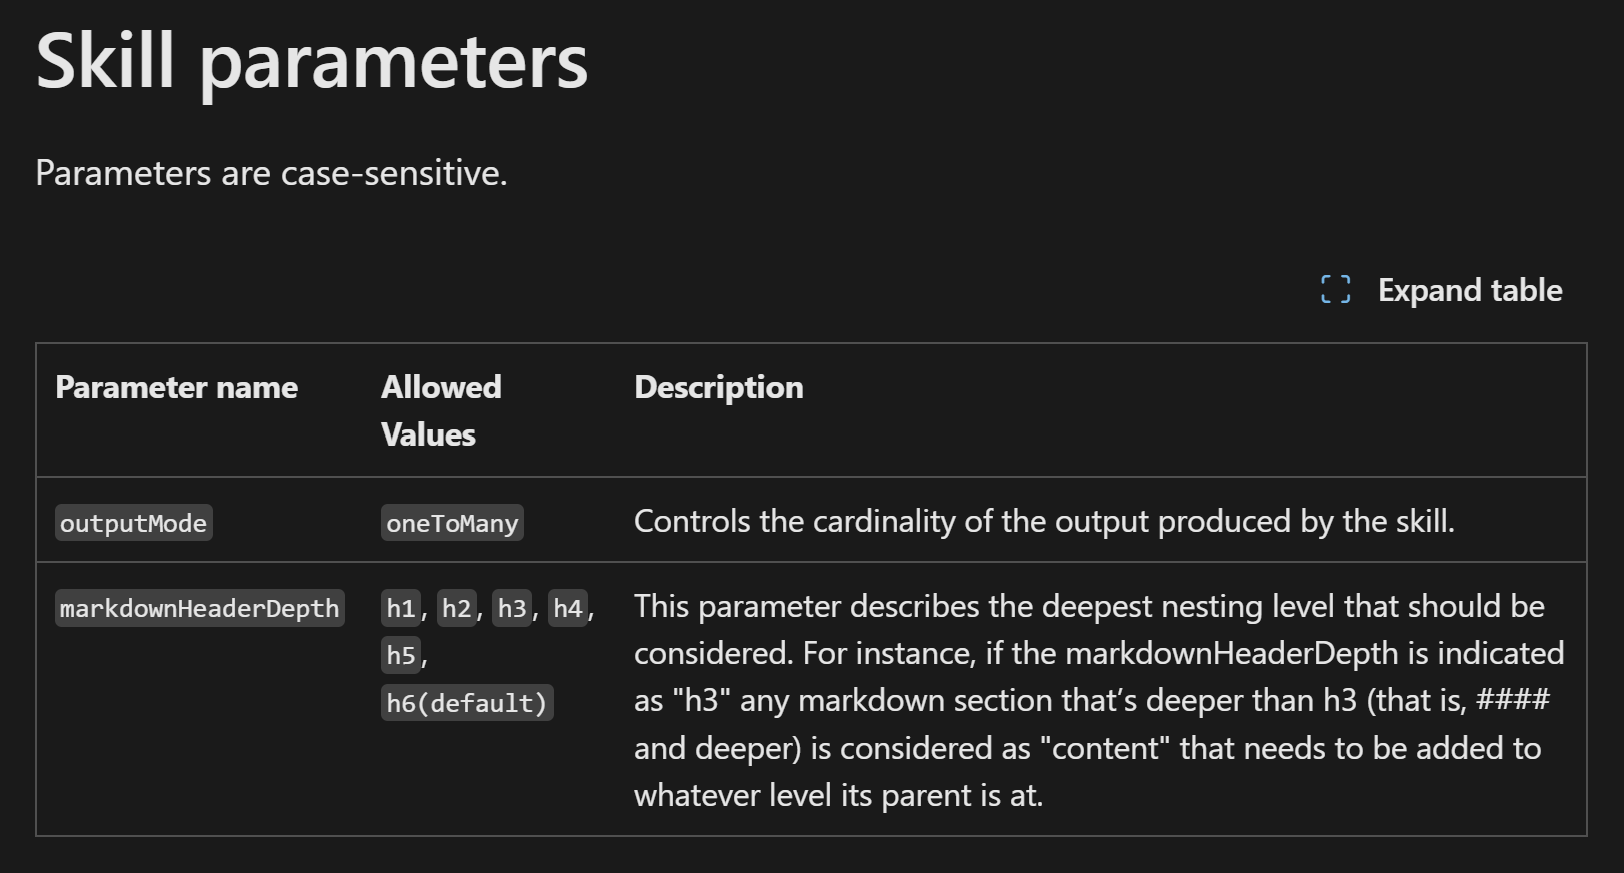 Skill parameters
Parameters are case-sensitive.
Expand table
Parameter name Allowed Values Description
outputMode oneToMany Controls the cardinality of the output produced by the skill.
markdownHeaderDepth h1, h2, h3, h4,
h5,
h6(default)
This parameter describes the deepest nesting level that should be
considered. For instance, if the markdownHeaderDepth is indicated
as "h3" any markdown section that’s deeper than h3 (that is, ####
and deeper) is considered as "content" that needs to be added to
whatever level its parent is at.